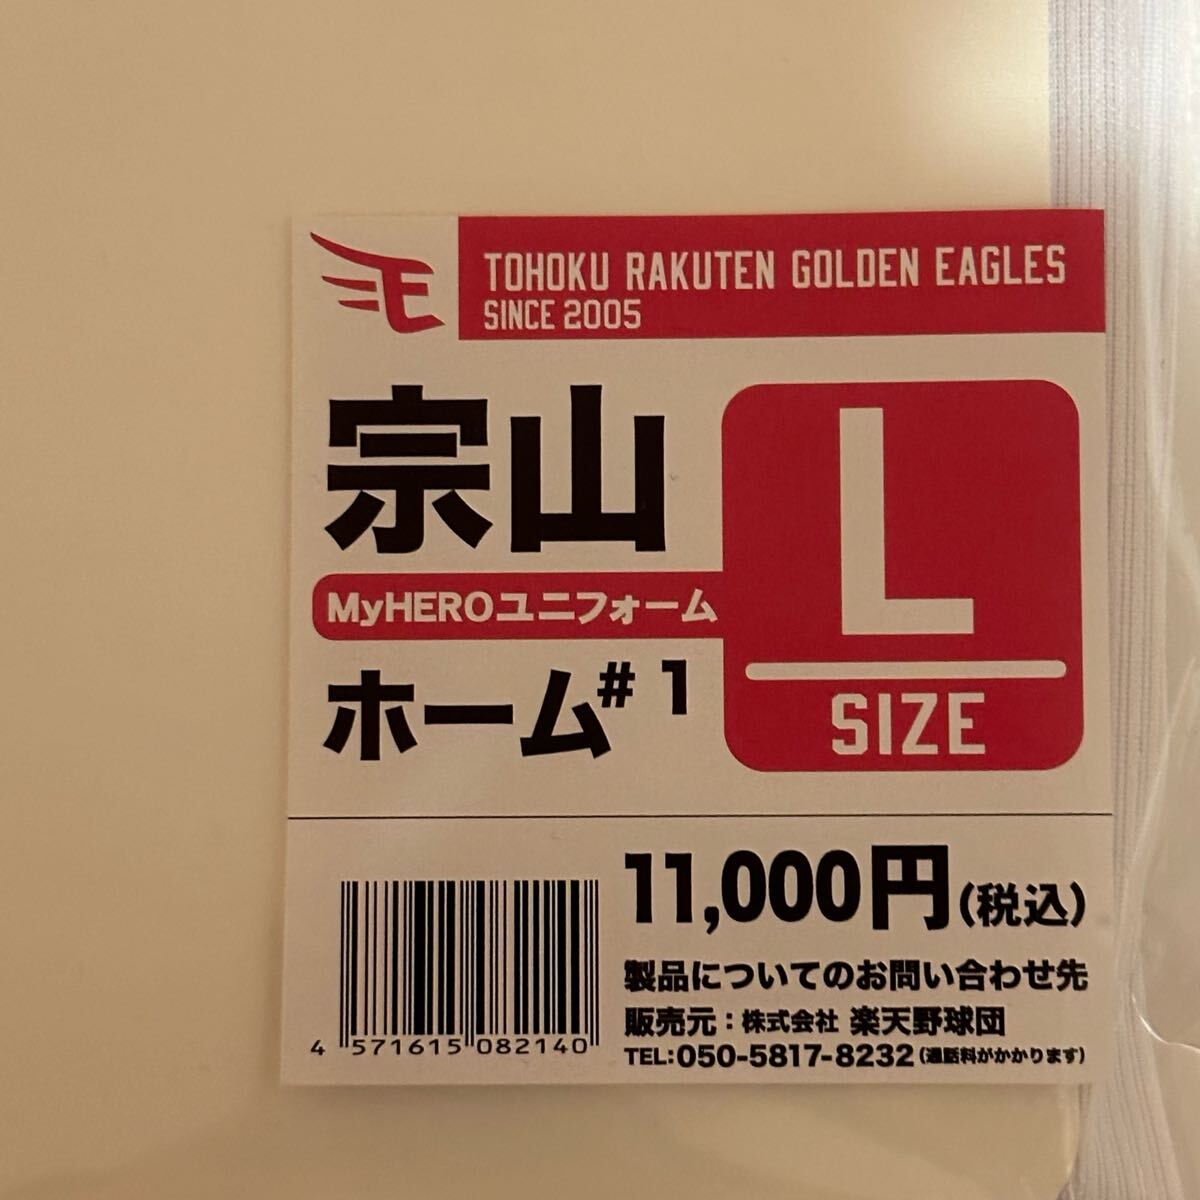 TOHOKU RAKUTEN GOLDEN EAGLES
SINCE 2005
宗山
MyHEROユニフォーム
ホーム#1
L
SIZE
11,000円(税込)
製品についてのお問い合わせ先
販売元:株式会社 楽天野球団
TEL:050-5817-8232(通話料がかかります)
4 571615 082140